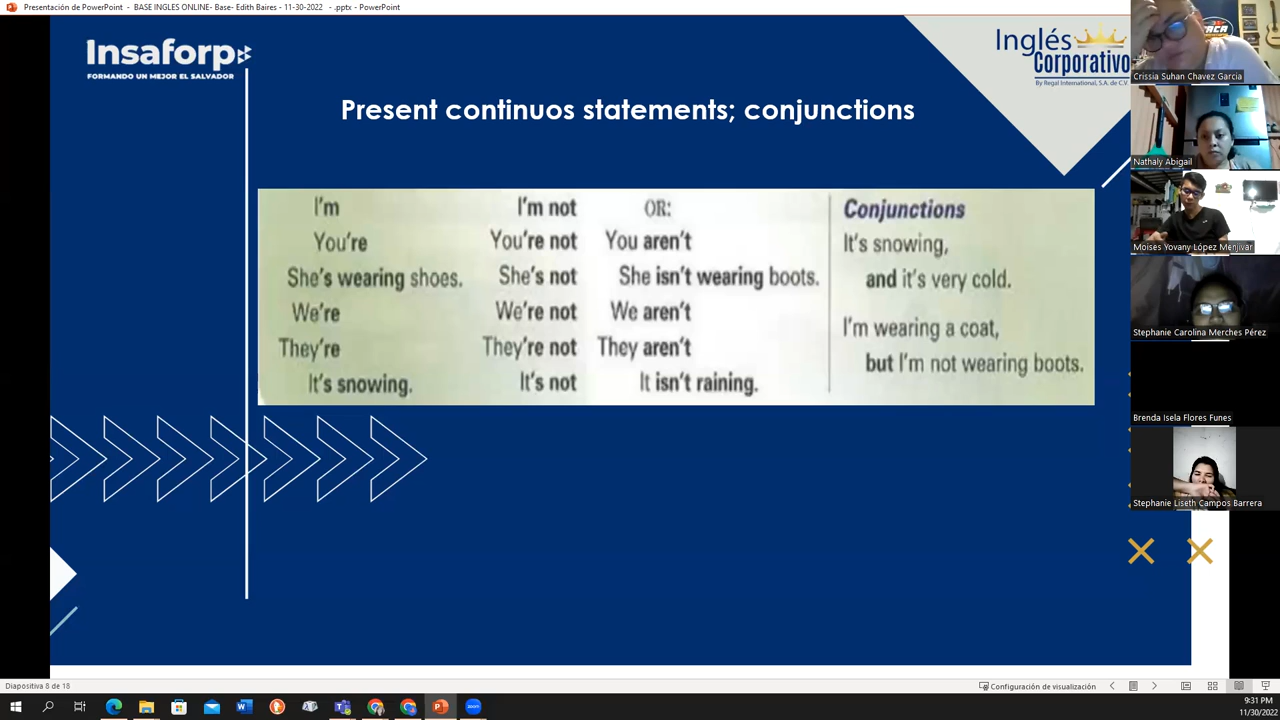 Presentación de PowerPoint - BASE INGLES ONLINE- Base- Edith Baires - 11-30-2022 - .pptx - PowerPoint
Insaforp
FORMANDO UN MEJOR EL SALVADOR
Inglés
Corporativo
By Regal International, S.A. de C.V.
Present continuos statements; conjunctions
I'm I'm not OR: Conjunctions
You're You're not You aren't It's snowing,
She's wearing shoes. She's not She isn't wearing boots. and it's very cold.
We're We're not We aren't I'm wearing a coat,
They're They're not They aren't but I'm not wearing boots.
It's snowing. It's not It isn't raining.
Crissia Suhan Chavez Garcia
Nathaly Abigail
Moises Yovany López Menjivar
Stephanie Carolina Merches Pérez
Brenda Isela Flores Funes
Stephanie Liseth Campos Barrera
Diapositiva 8 de 18
Configuración de visualización
9:31 PM
11/30/2022